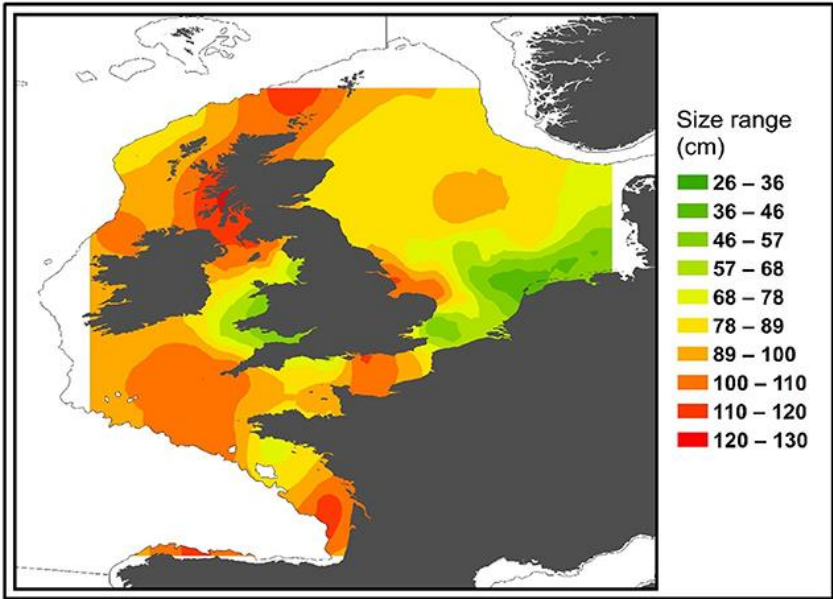 Size range
(cm)
26 – 36
36 – 46
46 – 57
57 – 68
68 – 78
78 – 89
89 – 100
100 – 110
110 – 120
120 – 130